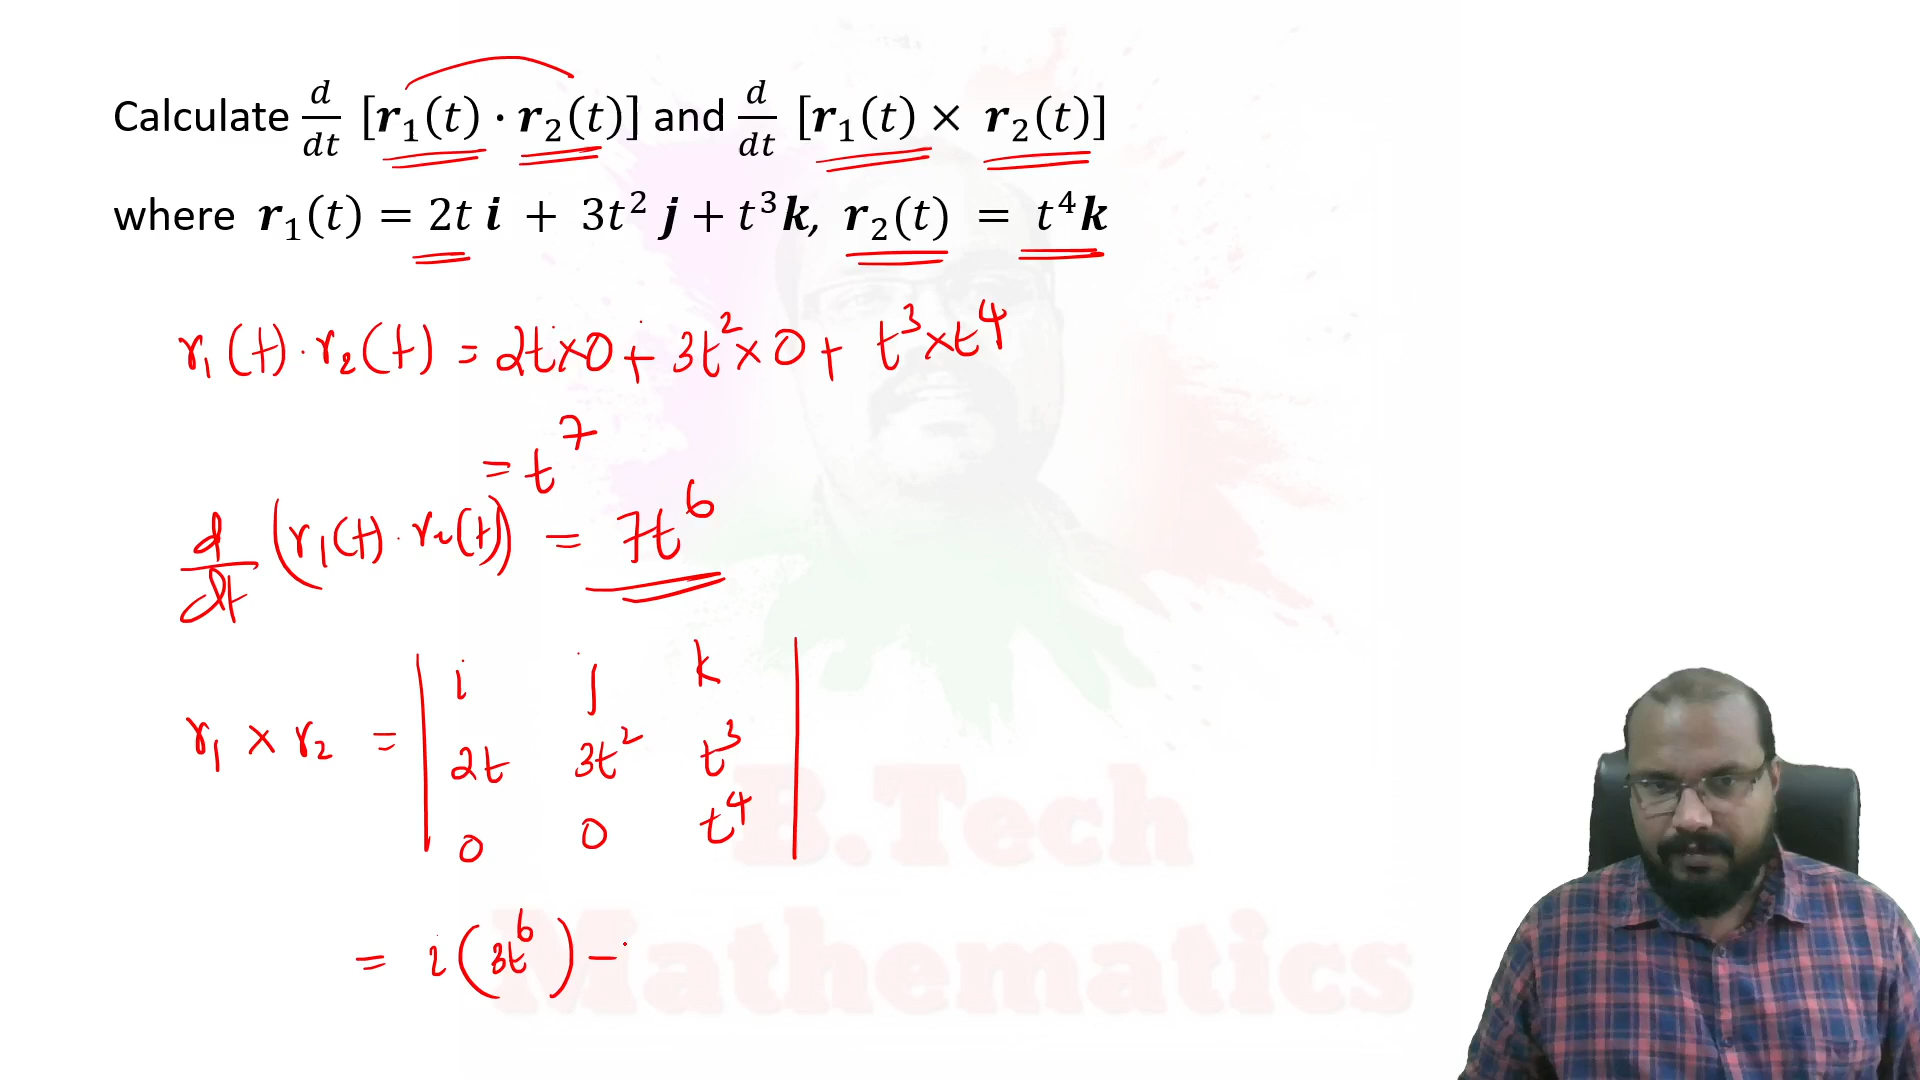 Calculate d/dt [r₁(t) · r₂(t)] and d/dt [r₁(t) × r₂(t)]
where r₁(t) = 2t i + 3t² j + t³k, r₂(t) = t⁴k
r₁(t) · r₂(t) = 2t×0 + 3t²×0 + t³×t⁴
= t⁷
d/dt (r₁(t) · r₂(t)) = 7t⁶
r₁ × r₂ = | i j k
2t 3t² t³
0 0 t⁴ |
= i(3t⁶) −
B.Tech
Mathematics